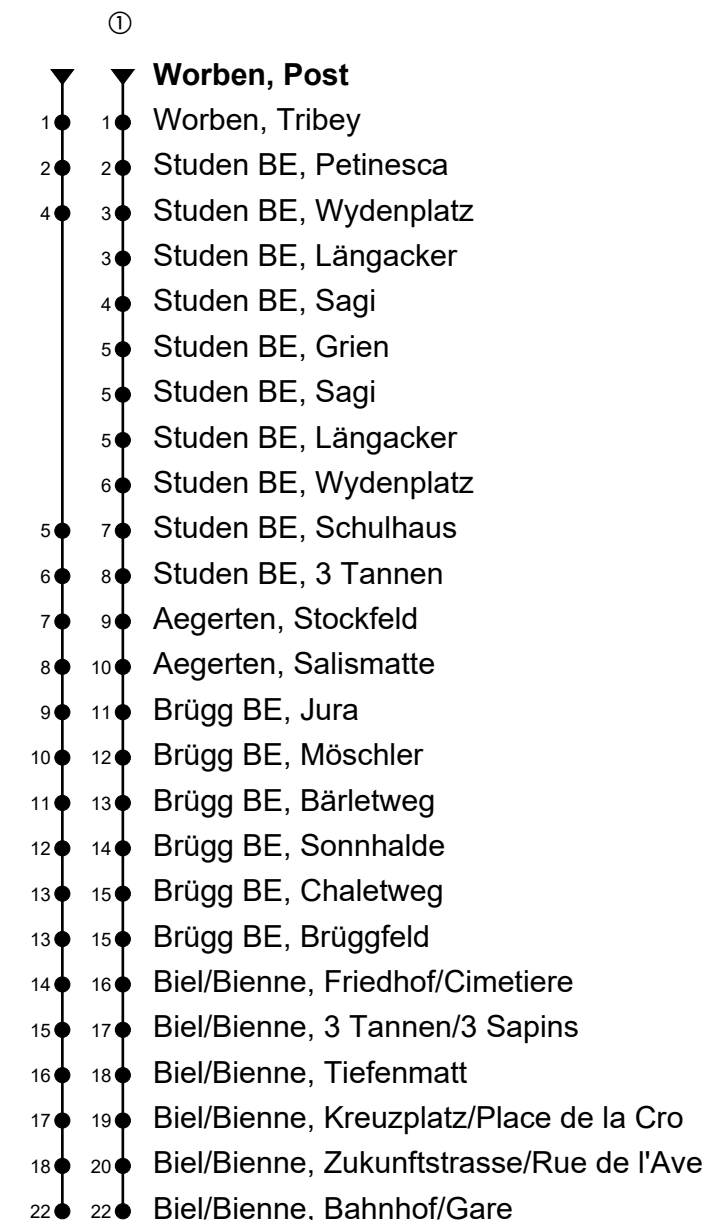 ①
Worben, Post
1 1 Worben, Tribey
2 2 Studen BE, Petinesca
4 3 Studen BE, Wydenplatz
3 Studen BE, Längacker
4 Studen BE, Sagi
5 Studen BE, Grien
5 Studen BE, Sagi
5 Studen BE, Längacker
6 Studen BE, Wydenplatz
5 7 Studen BE, Schulhaus
6 8 Studen BE, 3 Tannen
7 9 Aegerten, Stockfeld
8 10 Aegerten, Salismatte
9 11 Brügg BE, Jura
10 12 Brügg BE, Möschler
11 13 Brügg BE, Bärletweg
12 14 Brügg BE, Sonnhalde
13 15 Brügg BE, Chaletweg
13 15 Brügg BE, Brüggfeld
14 16 Biel/Bienne, Friedhof/Cimetiere
15 17 Biel/Bienne, 3 Tannen/3 Sapins
16 18 Biel/Bienne, Tiefenmatt
17 19 Biel/Bienne, Kreuzplatz/Place de la Cro
18 20 Biel/Bienne, Zukunftstrasse/Rue de l'Ave
22 22 Biel/Bienne, Bahnhof/Gare